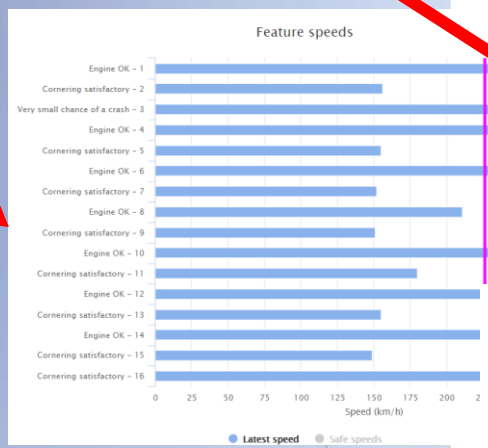 Feature speeds
Engine OK – 1
Cornering satisfactory – 2
Very small chance of a crash – 3
Engine OK – 4
Cornering satisfactory – 5
Engine OK – 6
Cornering satisfactory – 7
Engine OK – 8
Cornering satisfactory – 9
Engine OK – 10
Cornering satisfactory – 11
Engine OK – 12
Cornering satisfactory – 13
Engine OK – 14
Cornering satisfactory – 15
Cornering satisfactory – 16
0 25 50 75 100 125 150 175 200
Speed (km/h)
Latest speed Safe speeds